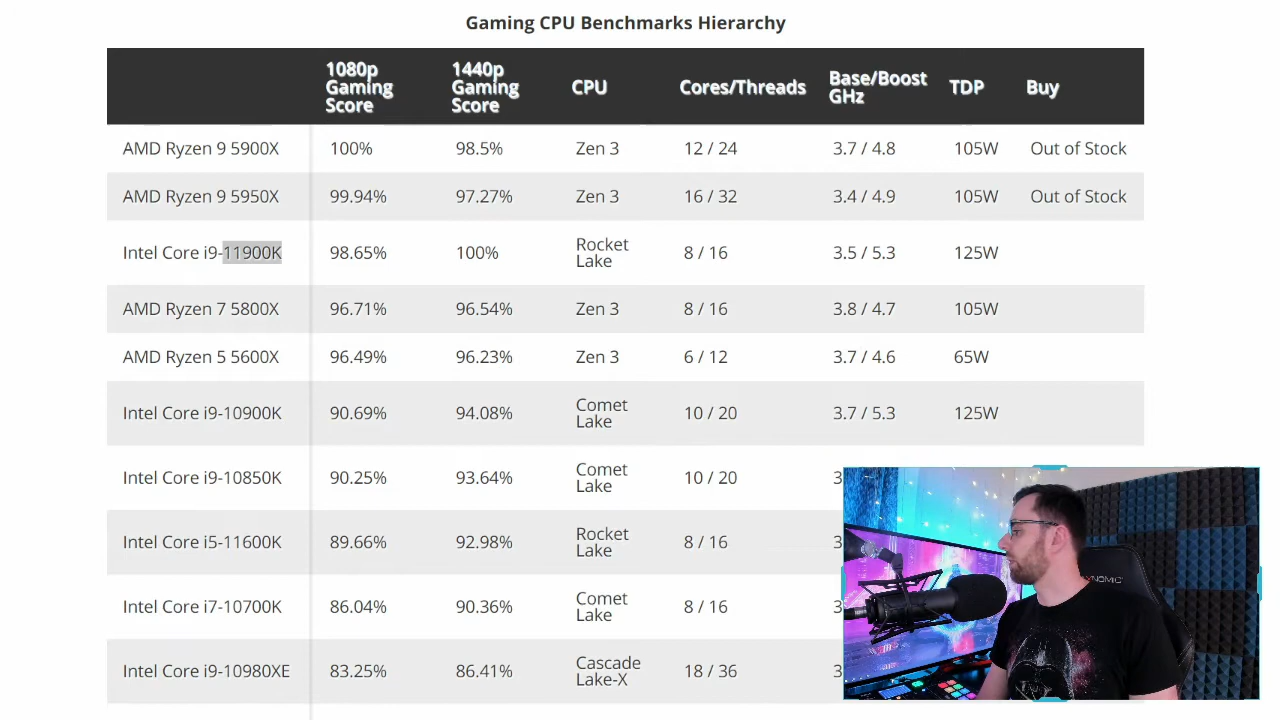 Gaming CPU Benchmarks Hierarchy
1080p Gaming Score 1440p Gaming Score CPU Cores/Threads Base/Boost GHz TDP Buy
AMD Ryzen 9 5900X 100% 98.5% Zen 3 12 / 24 3.7 / 4.8 105W Out of Stock
AMD Ryzen 9 5950X 99.94% 97.27% Zen 3 16 / 32 3.4 / 4.9 105W Out of Stock
Intel Core i9-11900K 98.65% 100% Rocket Lake 8 / 16 3.5 / 5.3 125W
AMD Ryzen 7 5800X 96.71% 96.54% Zen 3 8 / 16 3.8 / 4.7 105W
AMD Ryzen 5 5600X 96.49% 96.23% Zen 3 6 / 12 3.7 / 4.6 65W
Intel Core i9-10900K 90.69% 94.08% Comet Lake 10 / 20 3.7 / 5.3 125W
Intel Core i9-10850K 90.25% 93.64% Comet Lake 10 / 20 3
Intel Core i5-11600K 89.66% 92.98% Rocket Lake 8 / 16 3
Intel Core i7-10700K 86.04% 90.36% Comet Lake 8 / 16 3
Intel Core i9-10980XE 83.25% 86.41% Cascade Lake-X 18 / 36 3